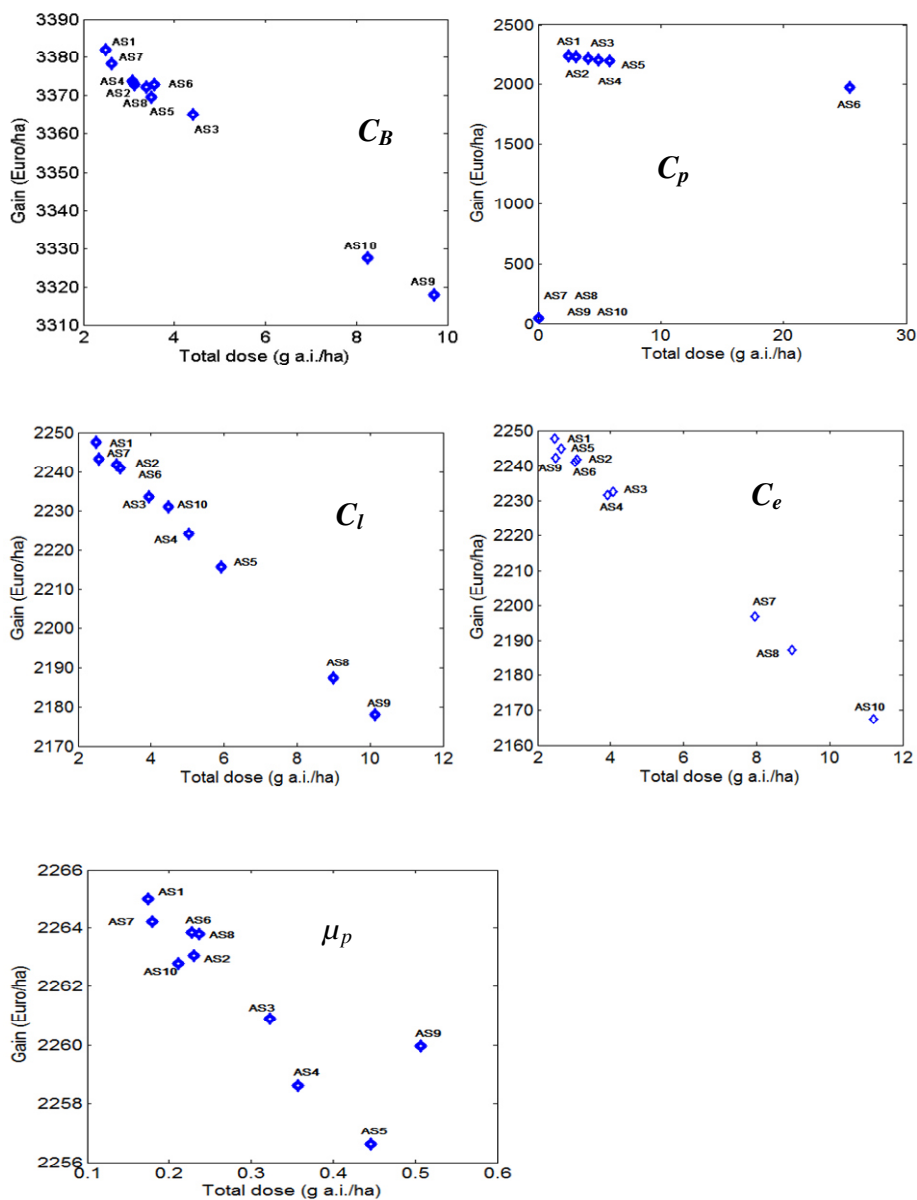 3390
3380
3370
3360
3350
3340
3330
3320
3310
Gain (Euro/ha)
AS1
AS7
AS4
AS6
AS2
AS8
AS5
AS3
C_B
AS10
AS9
2 4 6 8 10
Total dose (g a.i./ha)
2500
2000
1500
1000
500
0
Gain (Euro/ha)
AS1 AS3
AS2 AS4 AS5
AS6
C_p
AS7 AS8
AS9 AS10
0 10 20 30
Total dose (g a.i./ha)
2250
2240
2230
2220
2210
2200
2190
2180
2170
Gain (Euro/ha)
AS1
AS7
AS2
AS6
AS3 AS10
C_l
AS4
AS5
AS8
AS9
2 4 6 8 10 12
Total dose (g a.i./ha)
2250
2240
2230
2220
2210
2200
2190
2180
2170
2160
Gain (Euro/ha)
AS1
AS5
AS9 AS2
AS6
AS3
AS4
C_e
AS7
AS8
AS10
2 4 6 8 10 12
Total dose (g a.i./ha)
2266
2264
2262
2260
2258
2256
Gain (Euro/ha)
AS1
AS7 AS6
AS8
AS2
AS10
μ_p
AS3
AS9
AS4
AS5
0.1 0.2 0.3 0.4 0.5 0.6
Total dose (g a.i./ha)